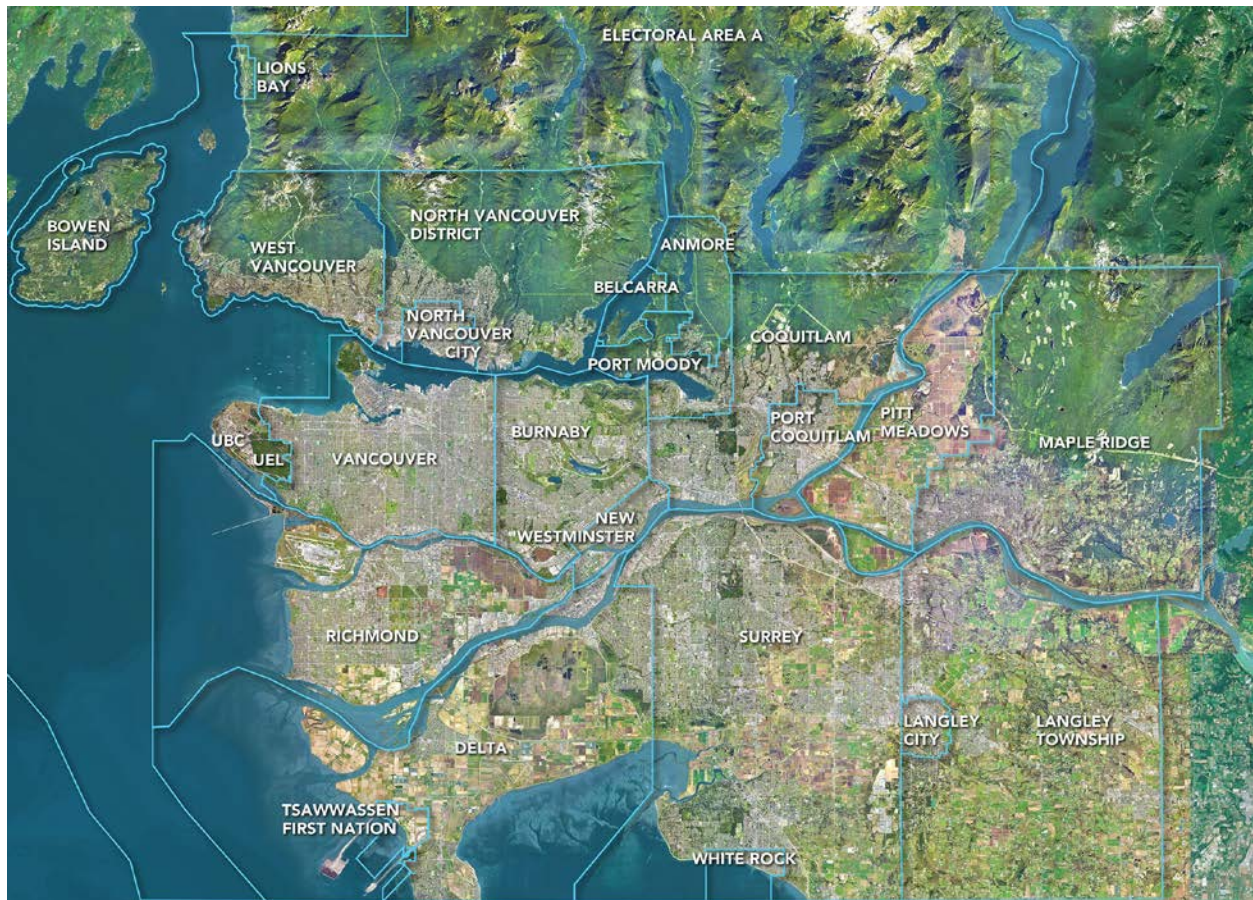 ELECTORAL AREA A
LIONS
BAY
BOWEN
ISLAND
WEST
VANCOUVER
NORTH VANCOUVER
DISTRICT
ANMORE
BELCARRA
NORTH
VANCOUVER
CITY
PORT MOODY
COQUITLAM
UBC
UEL
VANCOUVER
BURNABY
PORT
COQUITLAM
PITT
MEADOWS
MAPLE RIDGE
NEW
WESTMINSTER
RICHMOND
SURREY
DELTA
LANGLEY
CITY
LANGLEY
TOWNSHIP
TSAWWASSEN
FIRST NATION
WHITE ROCK